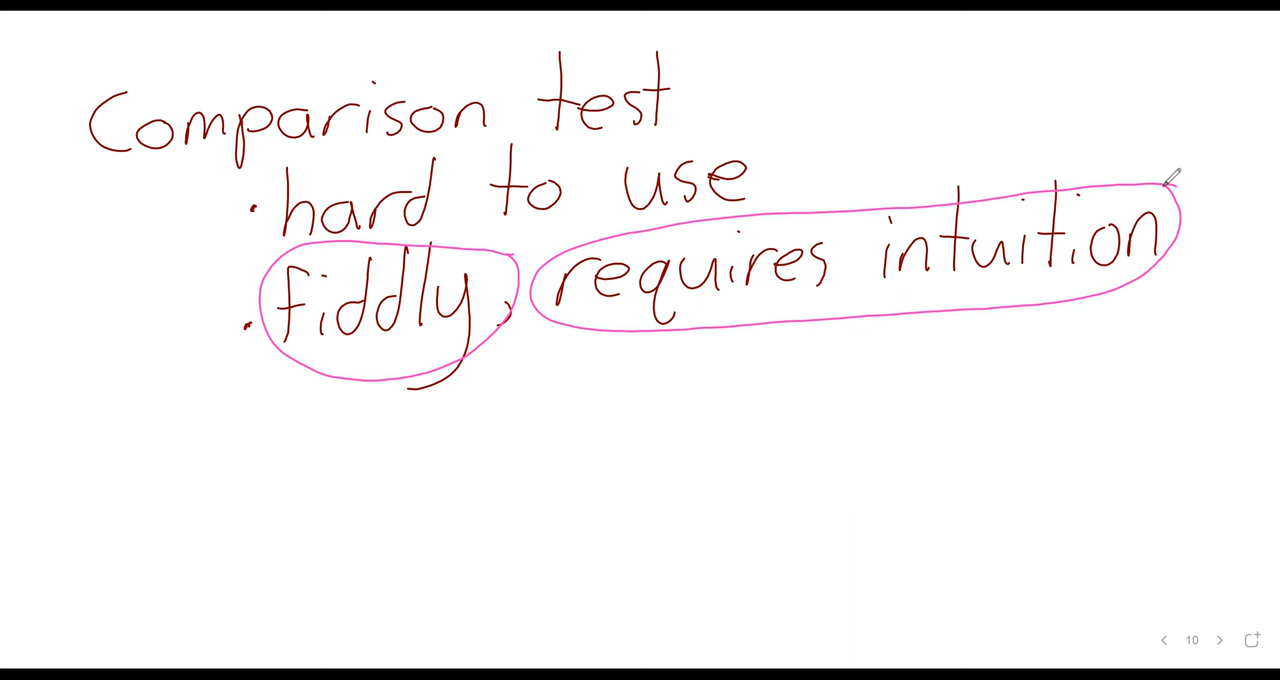 Comparison test
· hard to use
· fiddly, requires intuition
10